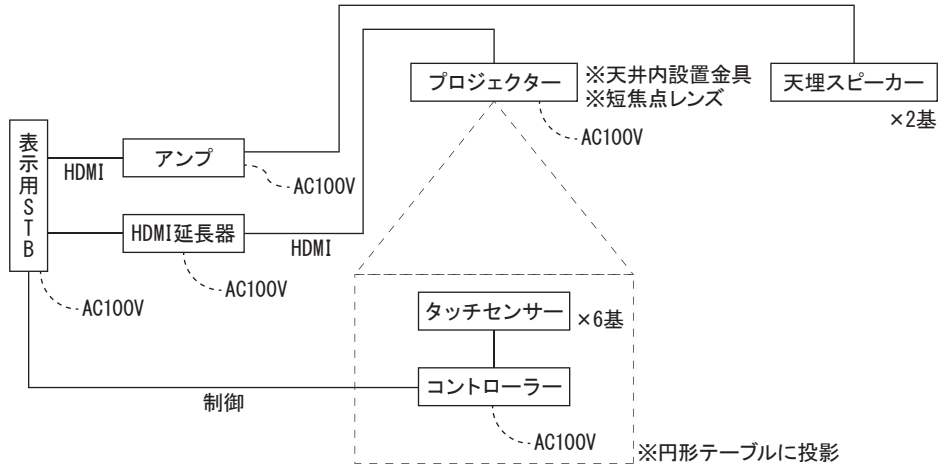 プロジェクター
※天井内設置金具
※短焦点レンズ
天埋スピーカー
×2基
AC100V
表示用STB
HDMI
アンプ
AC100V
HDMI延長器
HDMI
AC100V
AC100V
タッチセンサー
×6基
コントローラー
制御
AC100V
※円形テーブルに投影